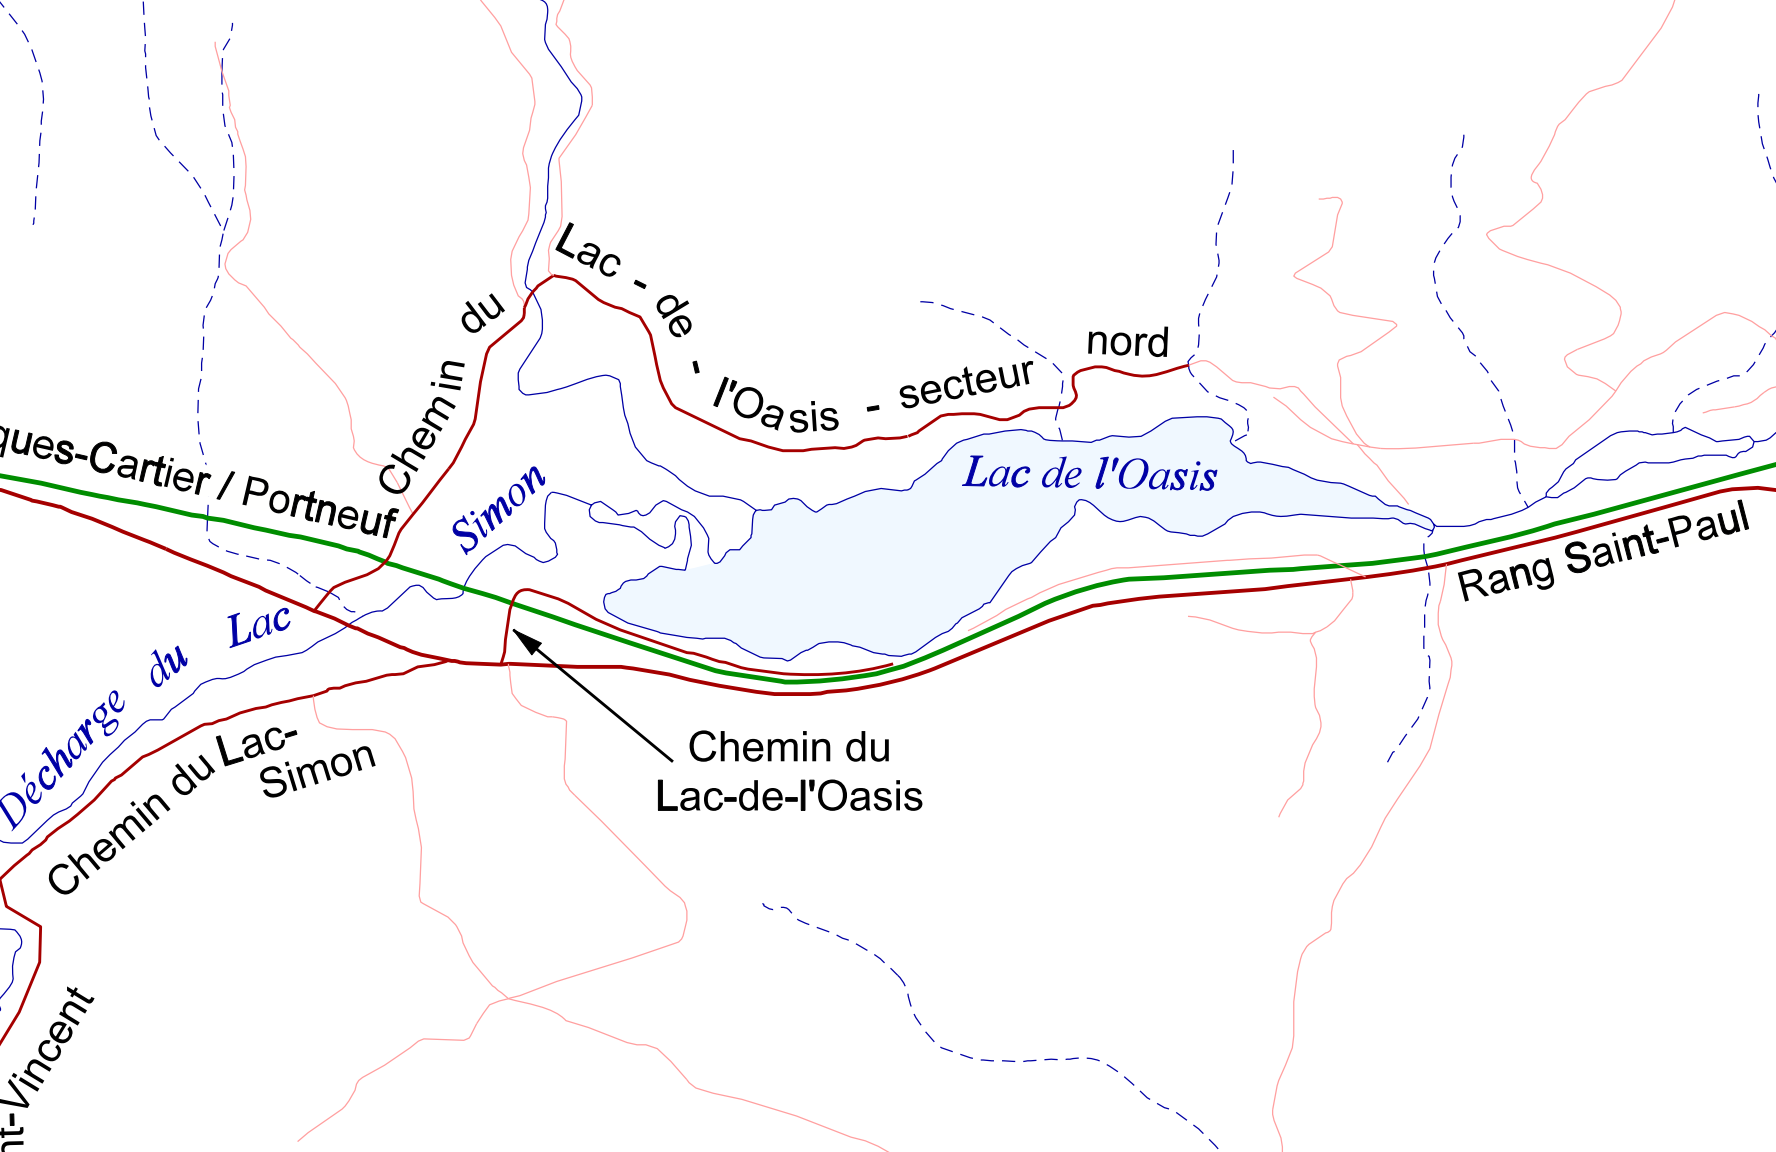 Chemin du Lac - de - l'Oasis - secteur nord
ques-Cartier / Portneuf
Lac de l'Oasis
Décharge du Lac Simon
Rang Saint-Paul
Chemin du Lac-
Simon
Chemin du
Lac-de-l'Oasis
nt-Vincent